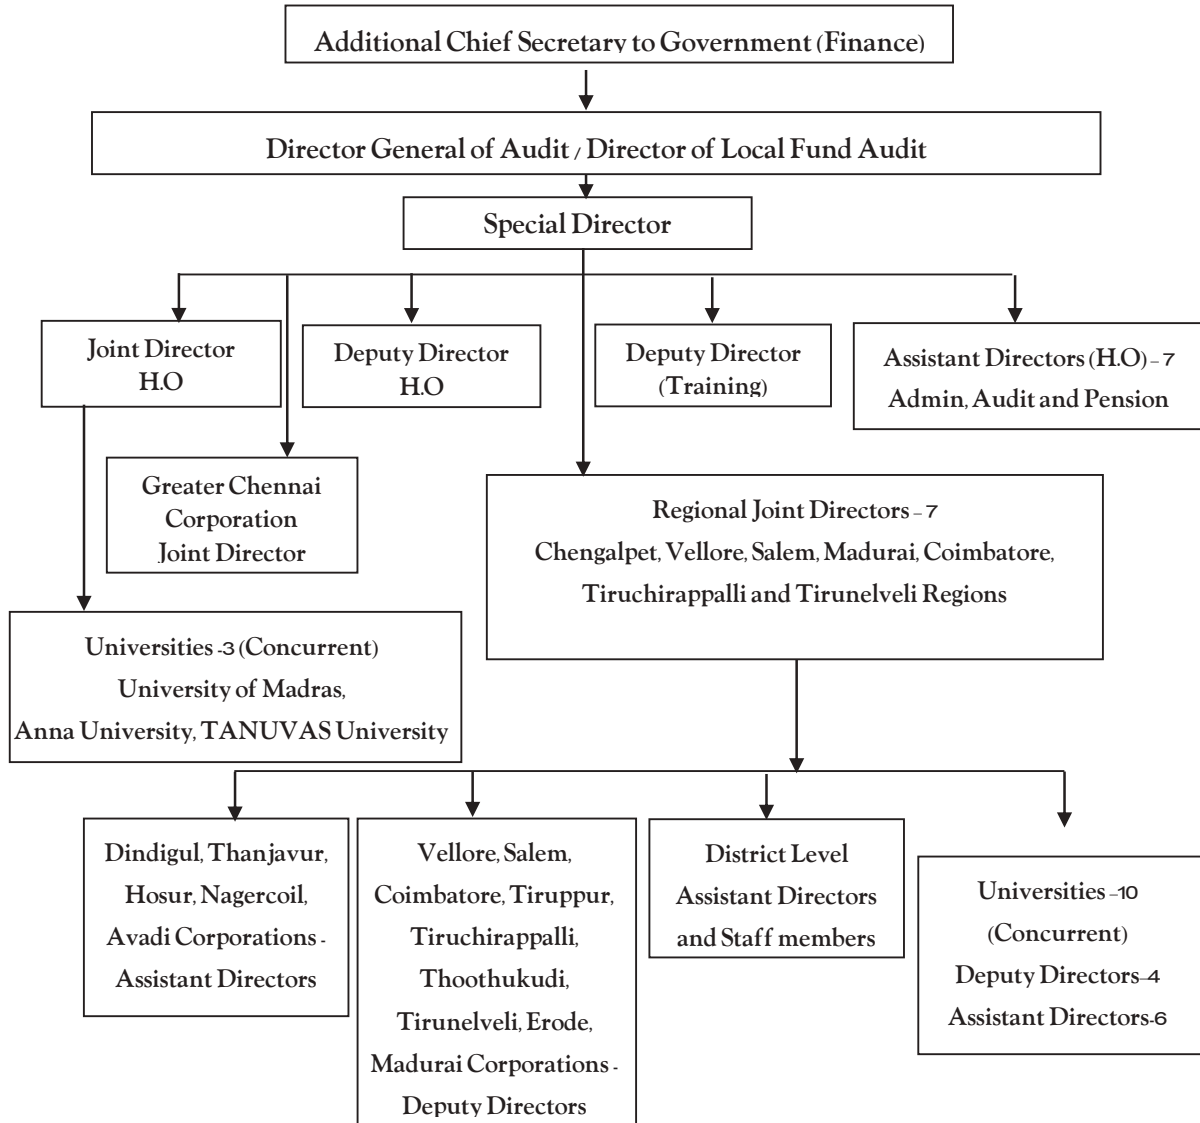 Additional Chief Secretary to Government (Finance)
Director General of Audit / Director of Local Fund Audit
Special Director
Joint Director
H.O
Deputy Director
H.O
Deputy Director
(Training)
Assistant Directors (H.O) - 7
Admin, Audit and Pension
Greater Chennai
Corporation
Joint Director
Regional Joint Directors - 7
Chengalpet, Vellore, Salem, Madurai, Coimbatore,
Tiruchirappalli and Tirunelveli Regions
Universities -3 (Concurrent)
University of Madras,
Anna University, TANUVAS University
Dindigul, Thanjavur,
Hosur, Nagercoil,
Avadi Corporations -
Assistant Directors
Vellore, Salem,
Coimbatore, Tiruppur,
Tiruchirappalli,
Thoothukudi,
Tirunelveli, Erode,
Madurai Corporations -
Deputy Directors
District Level
Assistant Directors
and Staff members
Universities -10
(Concurrent)
Deputy Directors-4
Assistant Directors-6